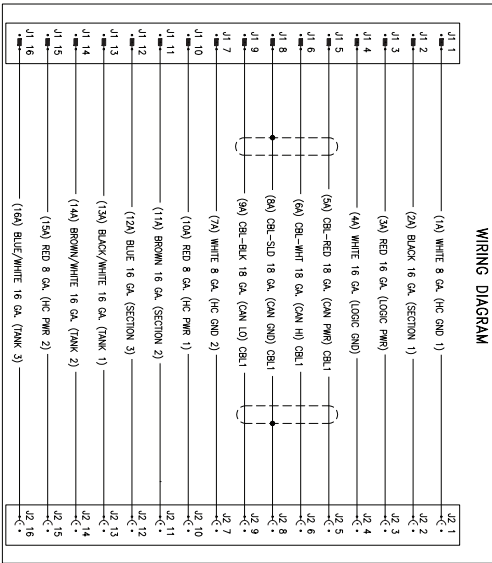 WIRING DIAGRAM
J1 1 (1A) WHITE 8 GA. (HC GND 1) J2 1
J1 2 (2A) BLACK 16 GA. (SECTION 1) J2 2
J1 3 (3A) RED 16 GA. (LOGIC PWR) J2 3
J1 4 (4A) WHITE 16 GA. (LOGIC GND) J2 4
J1 5 (5A) CBL-RED 18 GA. (CAN PWR) CBL1 J2 5
J1 6 (6A) CBL-WHT 18 GA. (CAN HI) CBL1 J2 6
J1 8 (8A) CBL-SLD 18 GA. (CAN GND) CBL1 J2 8
J1 9 (9A) CBL-BLK 18 GA. (CAN LO) CBL1 J2 9
J1 7 (7A) WHITE 8 GA. (HC GND 2) J2 7
J1 10 (10A) RED 8 GA. (HC PWR 1) J2 10
J1 11 (11A) BROWN 16 GA. (SECTION 2) J2 11
J1 12 (12A) BLUE 16 GA. (SECTION 3) J2 12
J1 13 (13A) BLACK/WHITE 16 GA. (TANK 1) J2 13
J1 14 (14A) BROWN/WHITE 16 GA. (TANK 2) J2 14
J1 15 (15A) RED 8 GA. (HC PWR 2) J2 15
J1 16 (16A) BLUE/WHITE 16 GA. (TANK 3) J2 16